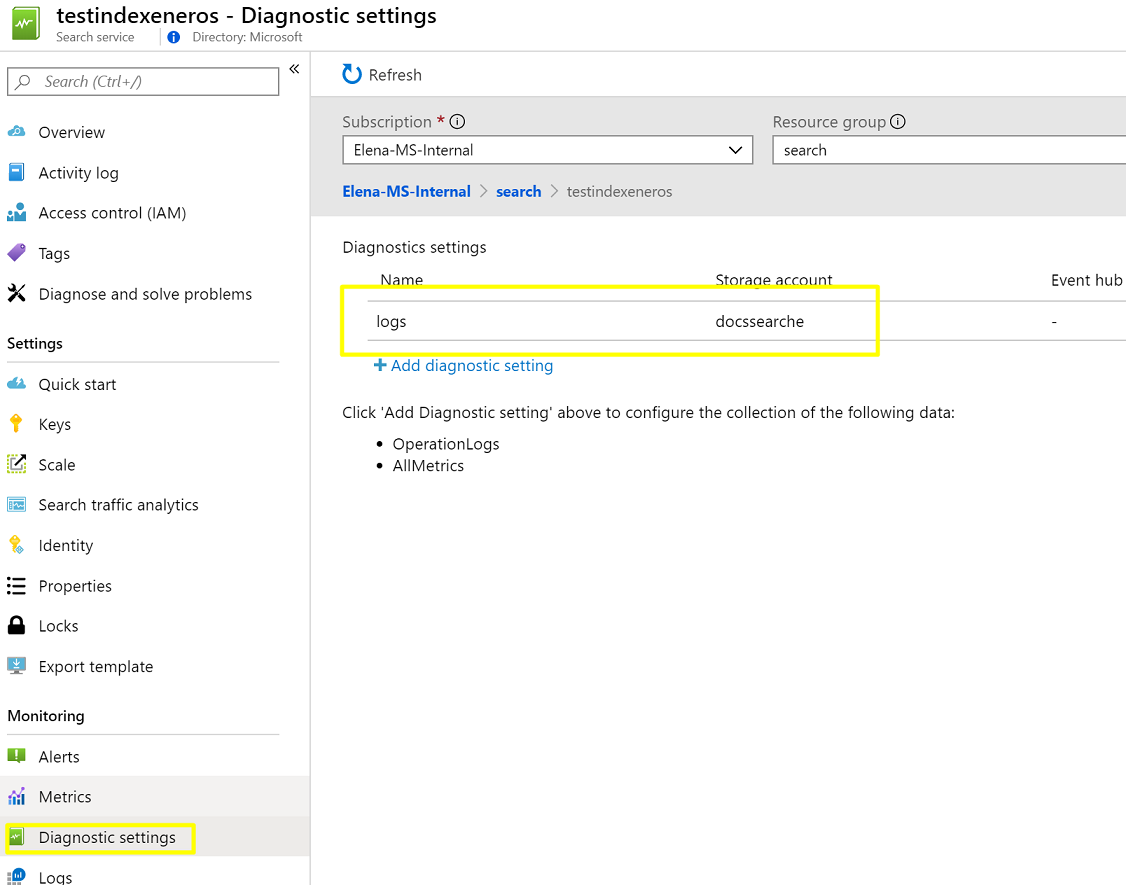 testindexeneros - Diagnostic settings
Search service
Directory: Microsoft
Search (Ctrl+/)
Overview
Activity log
Access control (IAM)
Tags
Diagnose and solve problems
Settings
Quick start
Keys
Scale
Search traffic analytics
Identity
Properties
Locks
Export template
Monitoring
Alerts
Metrics
Diagnostic settings
Logs
Refresh
Subscription *
Resource group
Elena-MS-Internal
search
Elena-MS-Internal > search > testindexeneros
Diagnostics settings
Name Storage account Event hub
logs docssearche -
+ Add diagnostic setting
Click 'Add Diagnostic setting' above to configure the collection of the following data:
• OperationLogs
• AllMetrics